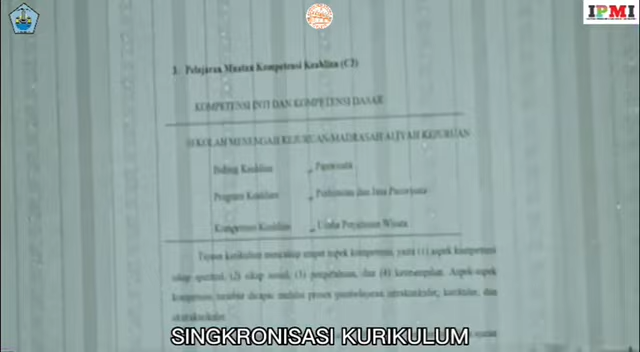 IPMI
3. Pelajaran Muatan Kompetensi Keahlian (C3)
KOMPETENSI INTI DAN KOMPETENSI DASAR
SEKOLAH MENENGAH KEJURUAN/MADRASAH ALIYAH KEJURUAN
Bidang Keahlian : Pariwisata
Program Keahlian : Perhotelan dan Jasa Pariwisata
Kompetensi Keahlian : Usaha Perjalanan Wisata
Tujuan kurikulum mencakup empat aspek kompetensi, yaitu (1) aspek kompetensi
sikap spiritual, (2) sikap sosial, (3) pengetahuan, dan (4) keterampilan. Aspek-aspek
kompetensi tersebut dicapai melalui proses pembelajaran intrakurikuler, kokurikuler, dan
ekstrakurikuler.
SINGKRONISASI KURIKULUM